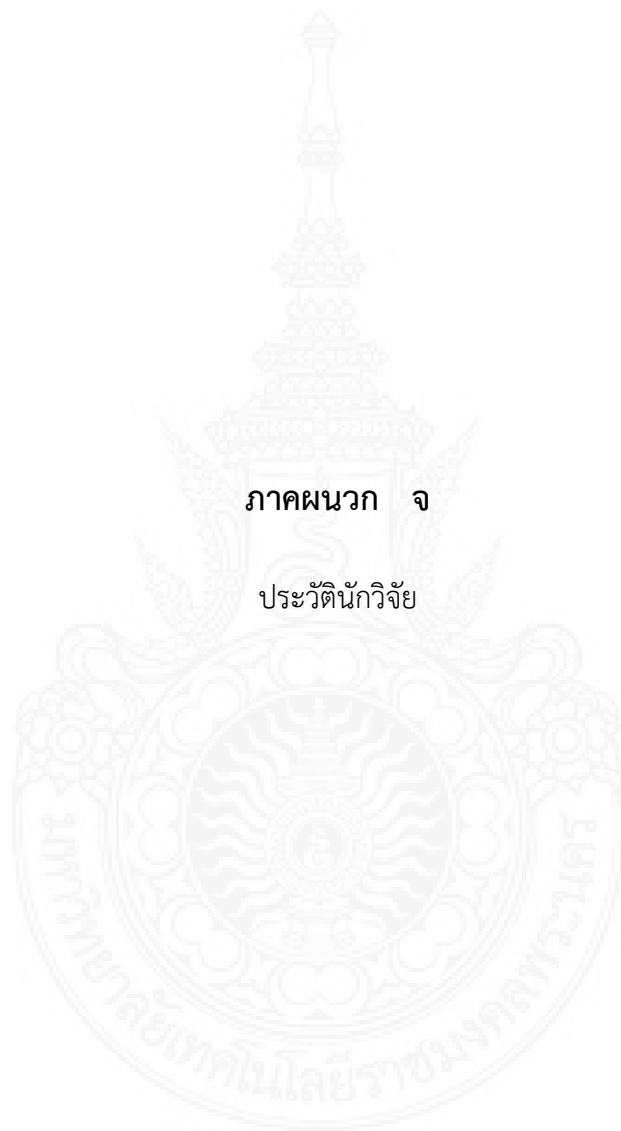 ภาคผนวก จ
ประวัตินักวิจัย
มหาวิทยาลัยเทคโนโลยีราชมงคลพระนคร